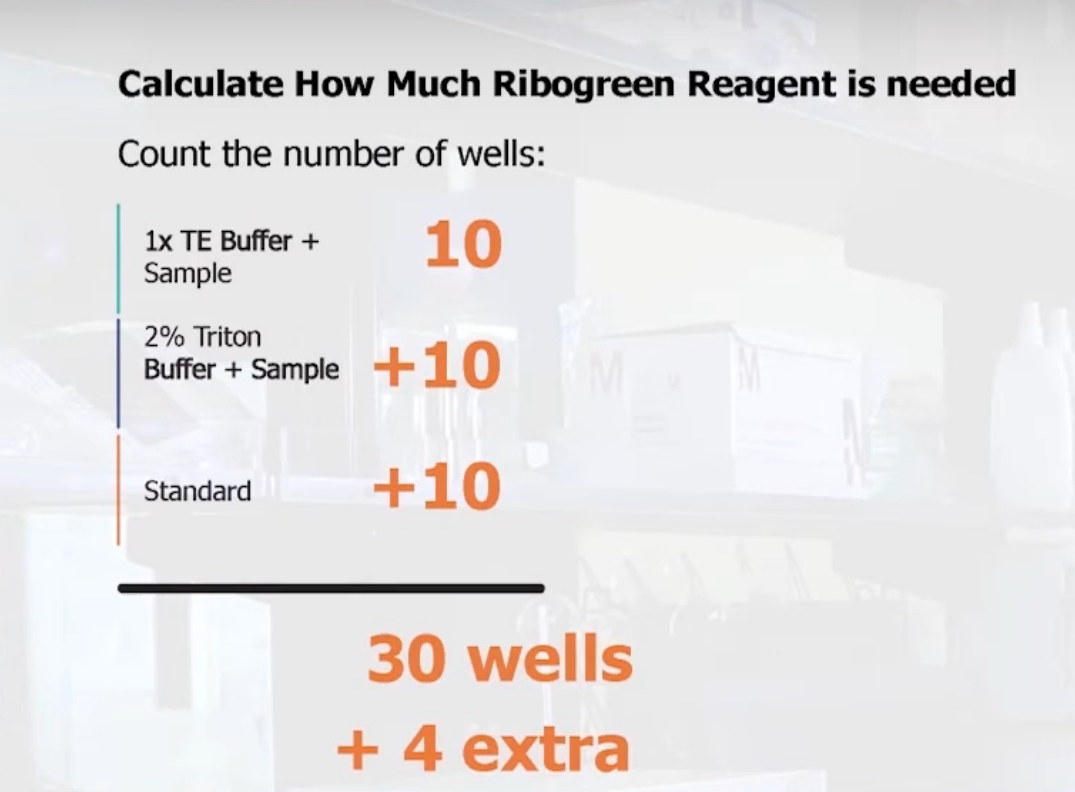 Calculate How Much Ribogreen Reagent is needed
Count the number of wells:
1x TE Buffer +
Sample
10
2% Triton
Buffer + Sample
+10
Standard
+10
30 wells
+ 4 extra
M
M